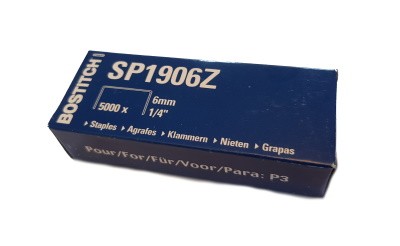 BOSTITCH
SP1906Z
5000 x
6mm
1/4"
▸ Staples ▸ Agrafes ▸ Klammern ▸ Nieten ▸ Grapas
Pour/For/Für/Voor/Para: P3